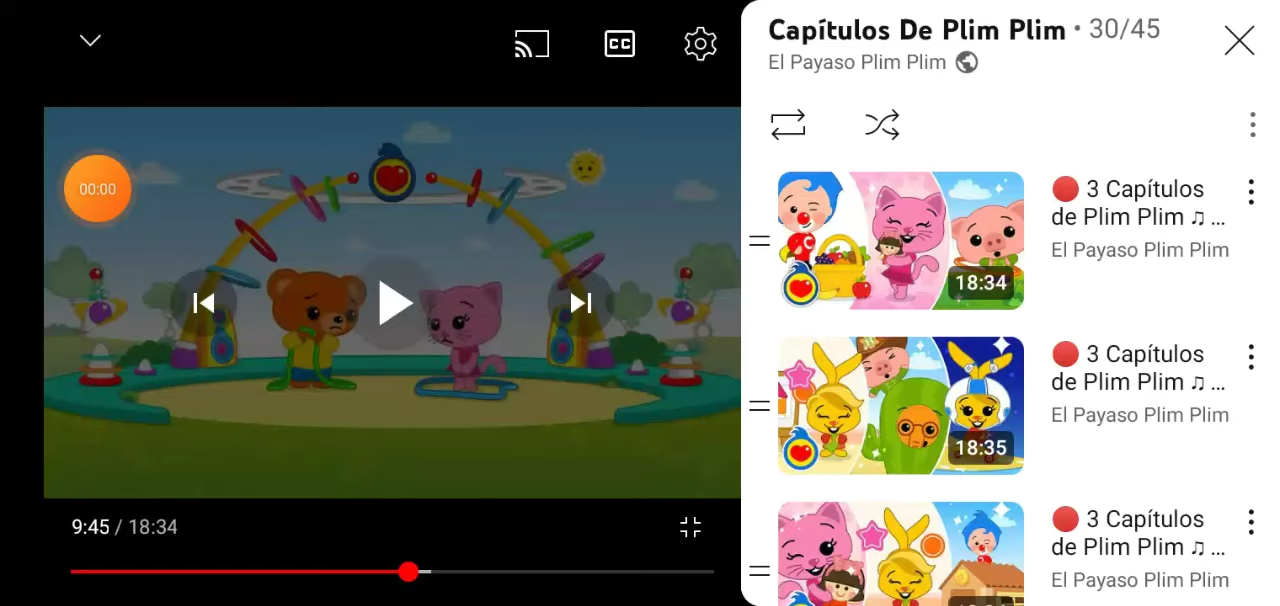 CC
00:00
9:45 / 18:34
Capítulos De Plim Plim • 30/45
El Payaso Plim Plim
18:34
🔴 3 Capítulos
de Plim Plim ♫ ...
El Payaso Plim Plim
18:35
🔴 3 Capítulos
de Plim Plim ♫ ...
El Payaso Plim Plim
🔴 3 Capítulos
de Plim Plim ♫ ...
El Payaso Plim Plim